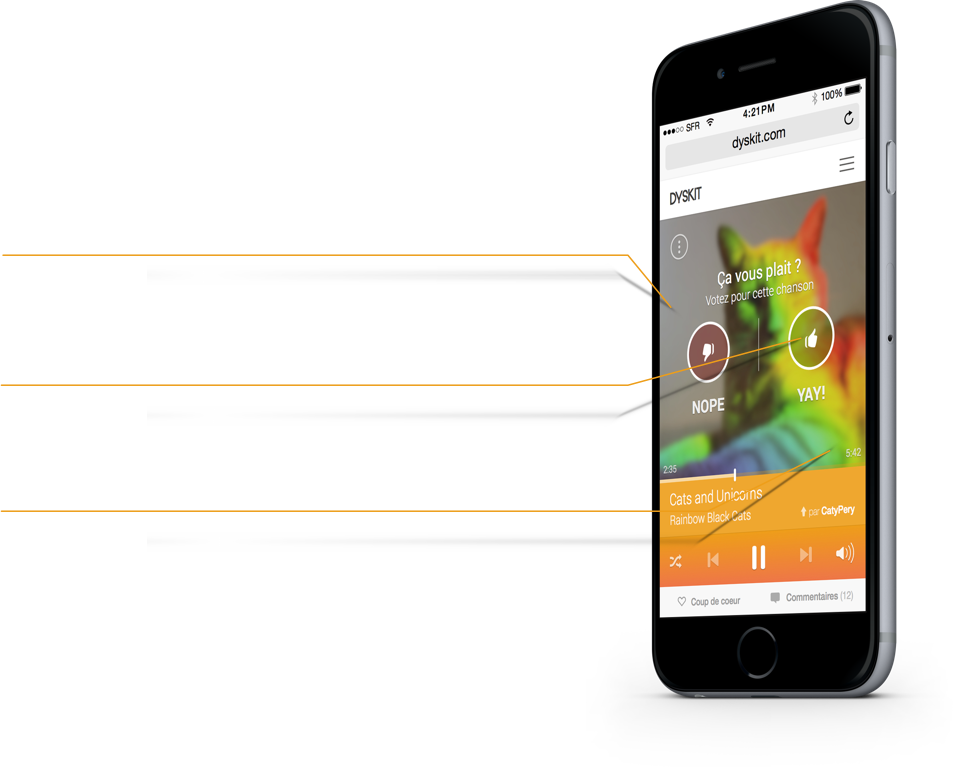 SFR 4:21 PM 100%
dyskit.com
DYSKIT
Ça vous plait ?
Votez pour cette chanson
NOPE YAY!
2:35 5:42
Cats and Unicorns
Rainbow Black Cats par CatyPery
Coup de coeur Commentaires (12)